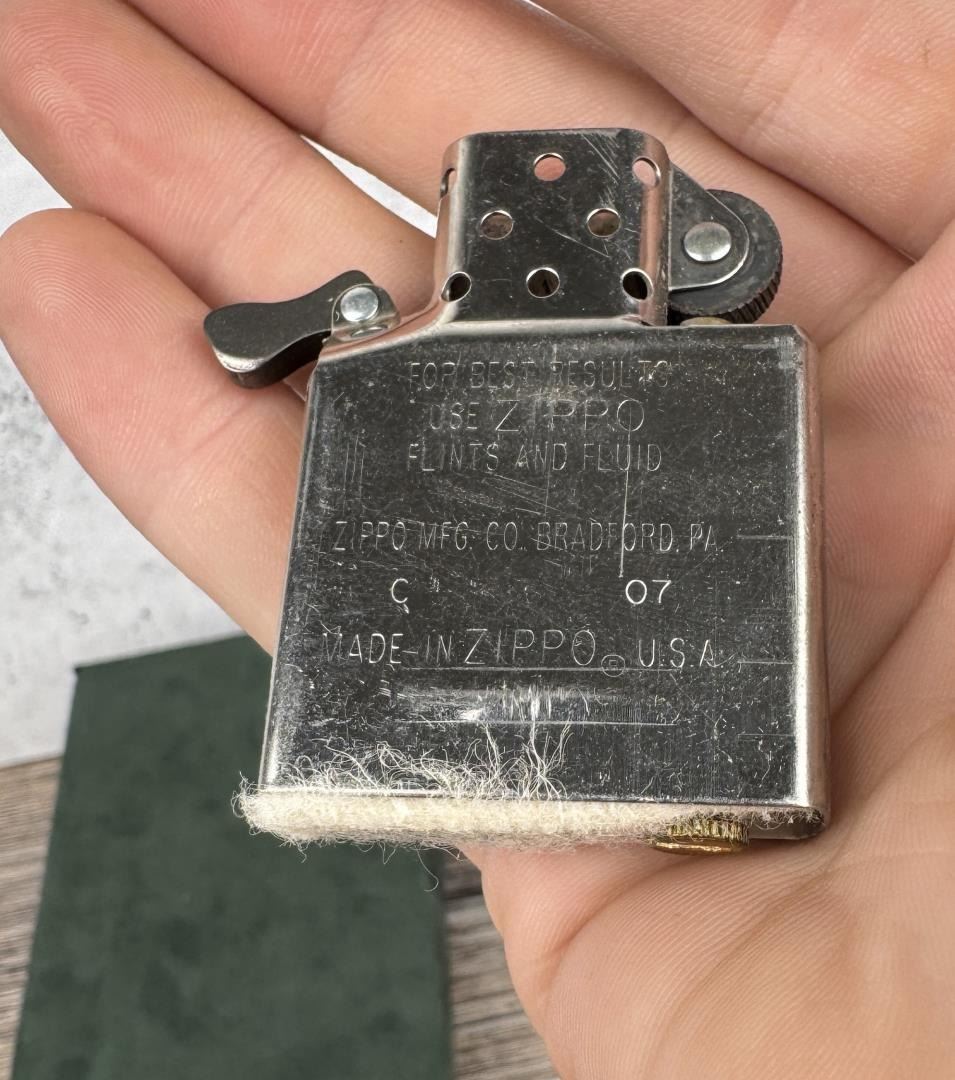 FOR BEST RESULTS
USE ZIPPO
FLINTS AND FLUID
ZIPPO MFG. CO. BRADFORD, PA.
C 07
MADE-IN ZIPPO ® U.S.A.